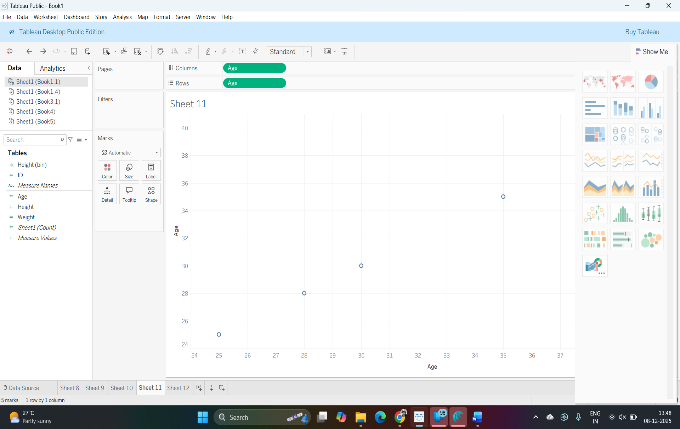 Tableau Public - Book1
File Data Worksheet Dashboard Story Analysis Map Format Server Window Help
Tableau Desktop Public Edition
Buy Tableau
Standard
Show Me
Data Analytics
Pages
Columns Age
Rows Age
Sheet1 (Book1.1)
Sheet1 (Book1.4)
Sheet1 (Book3.1)
Sheet1 (Book4)
Sheet1 (Book5)
Filters
Sheet 11
Search
Tables
Height (bin)
ID
Measure Names
Age
Height
Weight
Sheet1 (Count)
Measure Values
Marks
Automatic
Color Size Label
Detail Tooltip Shape
40
38
36
34
32
30
28
26
24
Age
24 25 26 27 28 29 30 31 32 33 34 35 36 37
Age
Data Source Sheet 8 Sheet 9 Sheet 10 Sheet 11 Sheet 12
5 marks 1 row by 1 column
27°C
Partly sunny
Search
ENG
IN
13:48
08-12-2025